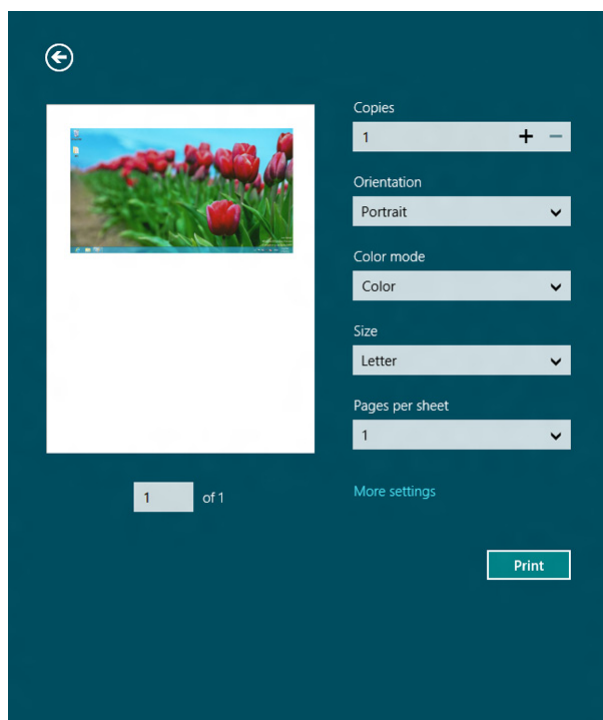 Copies
1
Orientation
Portrait
Color mode
Color
Size
Letter
Pages per sheet
1
1 of 1
More settings
Print